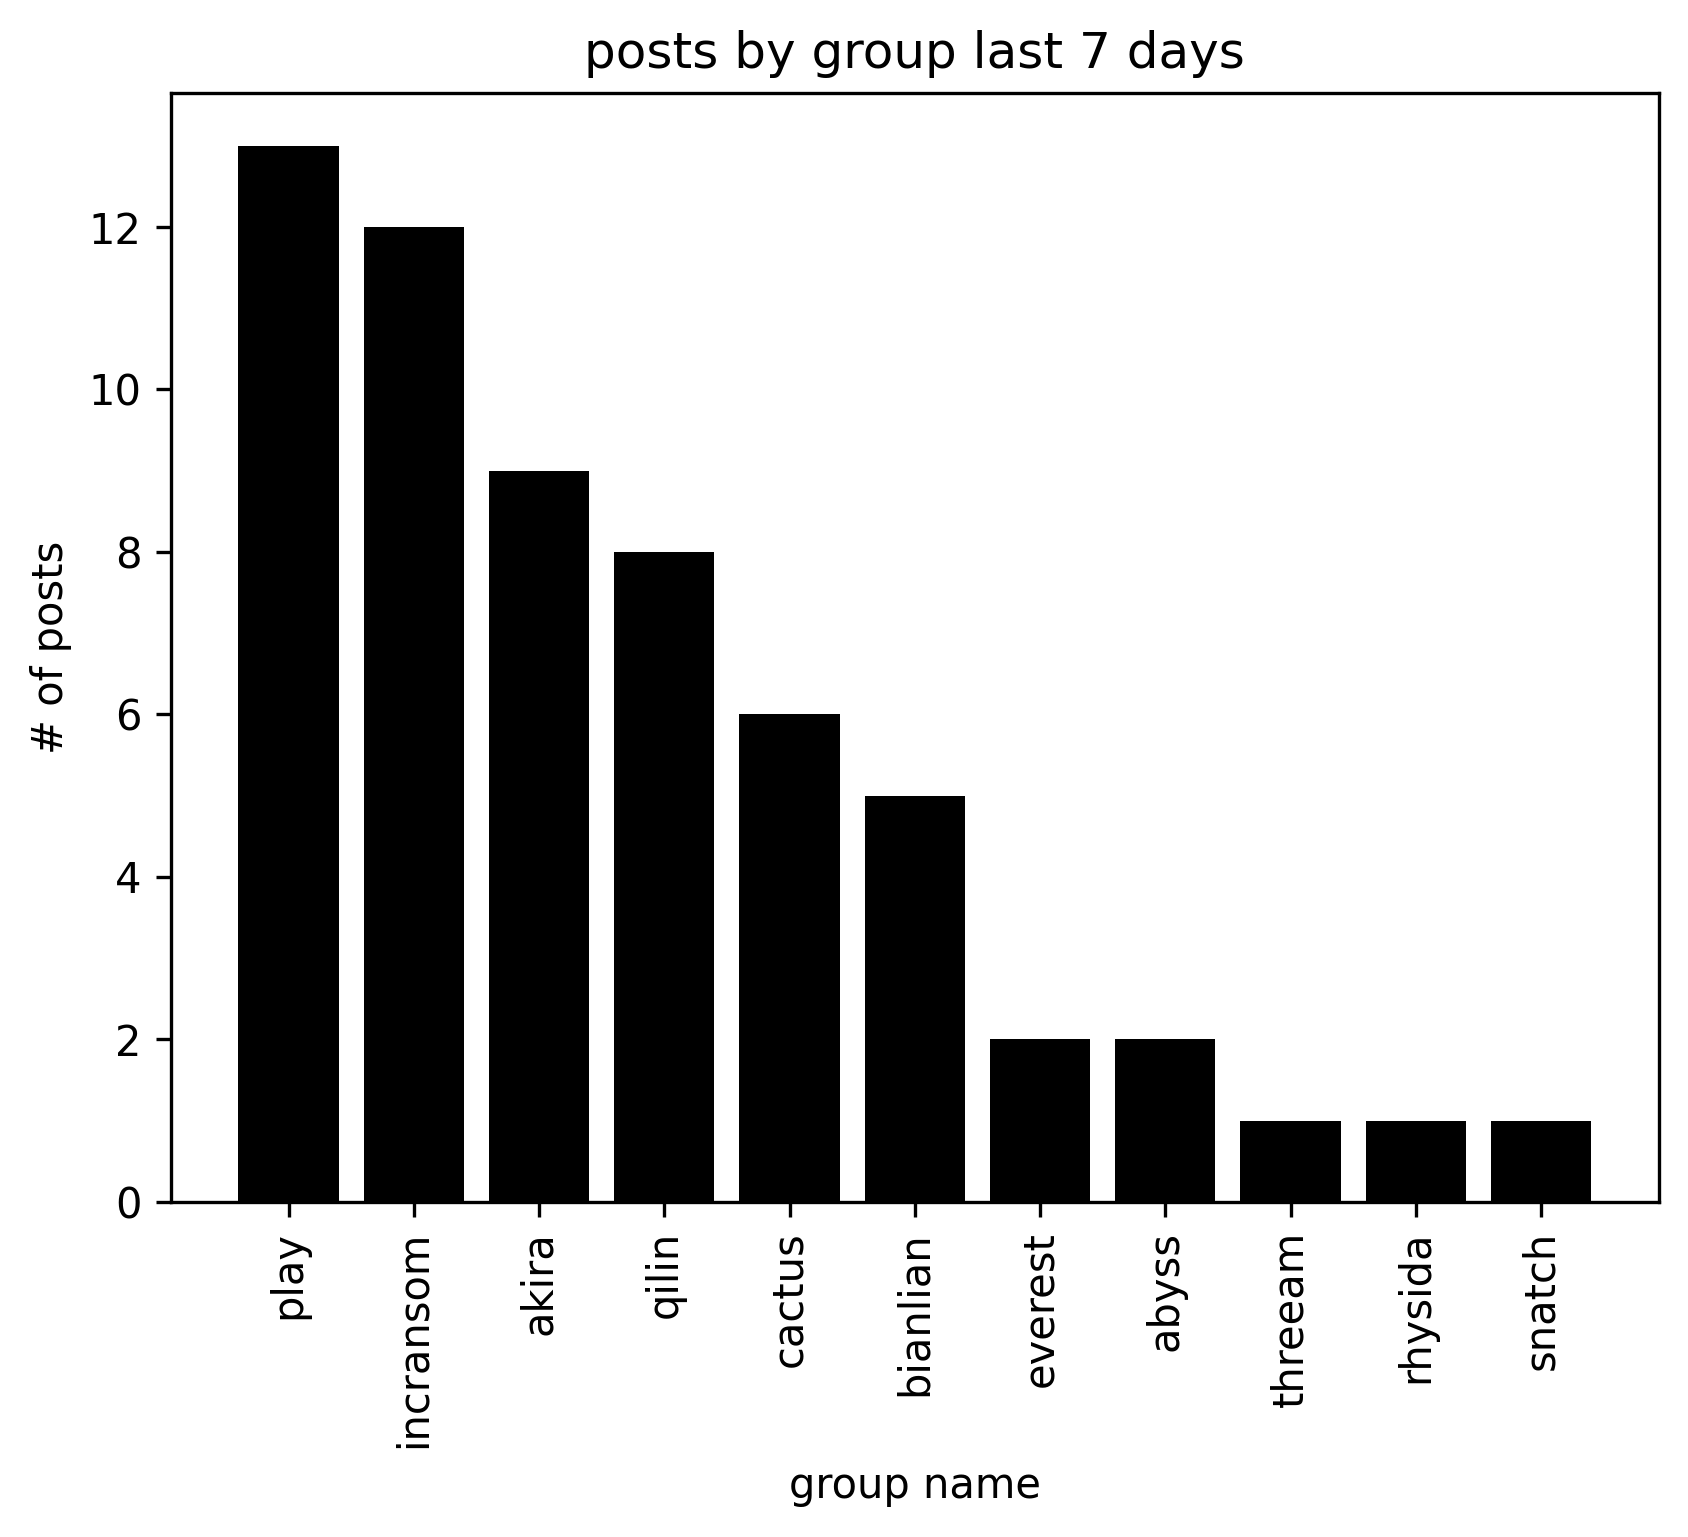 posts by group last 7 days
# of posts
12
10
8
6
4
2
0
play
incransom
akira
qilin
cactus
bianlian
everest
abyss
threeam
rhysida
snatch
group name